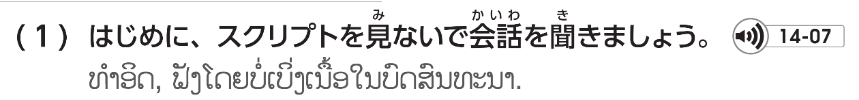 (1) はじめに、スクリプトを見ないで会話を聞きましょう。 14-07
ທຳອິດ, ຟັງໂດຍບໍ່ເບິ່ງເນື້ອໃນບົດສົນທະນາ.